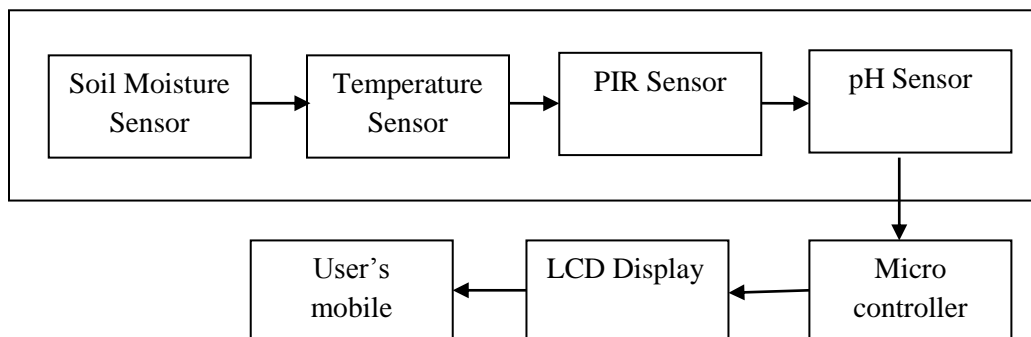 Soil Moisture
Sensor
Temperature
Sensor
PIR Sensor
pH Sensor
User’s
mobile
LCD Display
Micro
controller